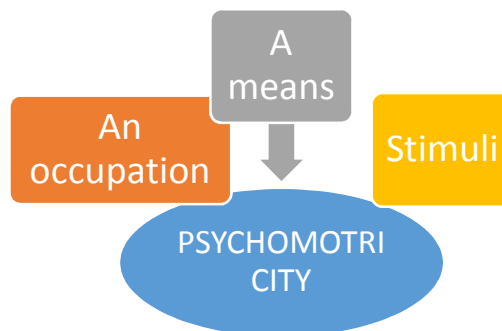 A
means
An
occupation
Stimuli
PSYCHOMOTRI
CITY